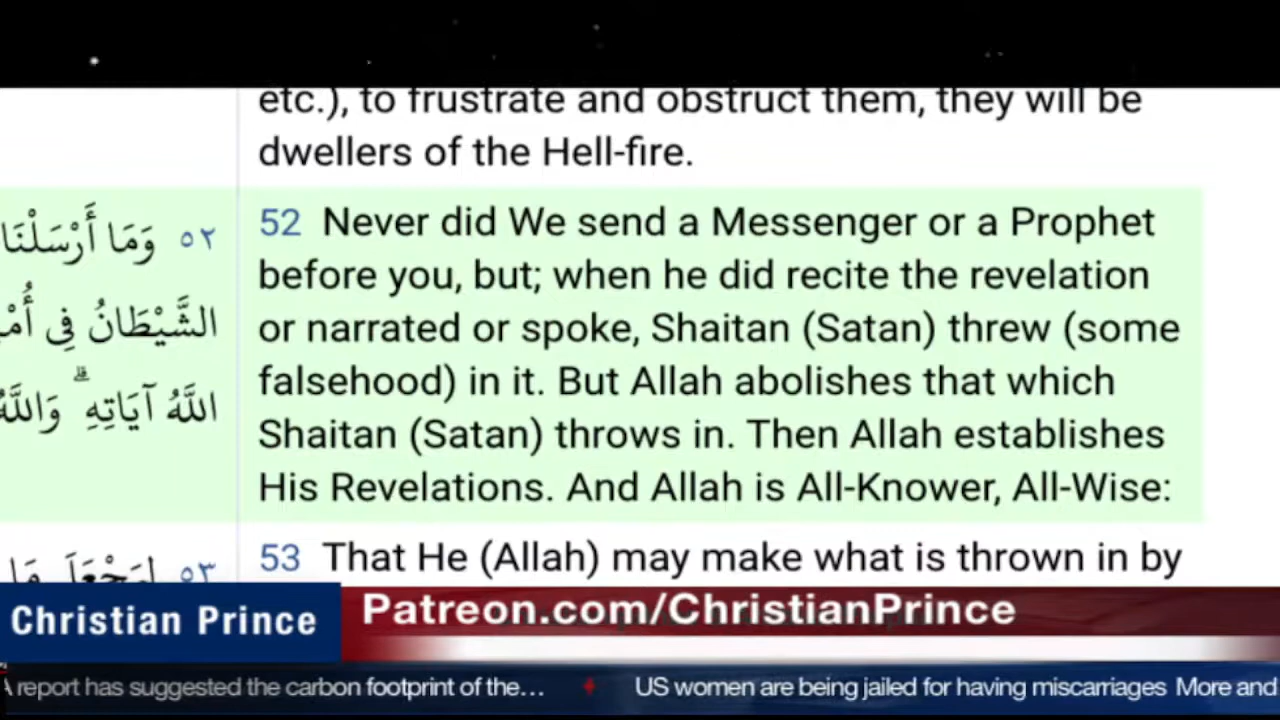 etc.), to frustrate and obstruct them, they will be
dwellers of the Hell-fire.
٥٢ وَمَا أَرْسَلْنَا
الشَّيْطَانُ فِي
اللَّهُ آيَاتِهِ ۗ وَاللَّهُ
52 Never did We send a Messenger or a Prophet
before you, but; when he did recite the revelation
or narrated or spoke, Shaitan (Satan) threw (some
falsehood) in it. But Allah abolishes that which
Shaitan (Satan) throws in. Then Allah establishes
His Revelations. And Allah is All-Knower, All-Wise:
٥٣
53 That He (Allah) may make what is thrown in by
Christian Prince
Patreon.com/ChristianPrince
A report has suggested the carbon footprint of the... US women are being jailed for having miscarriages More and